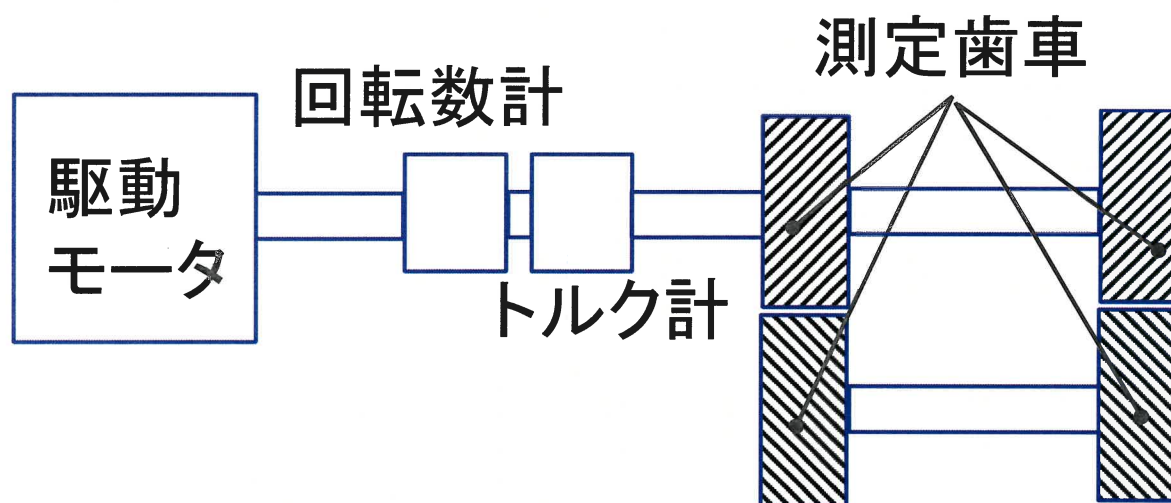 測定歯車
回転数計
駆動
モータ
トルク計